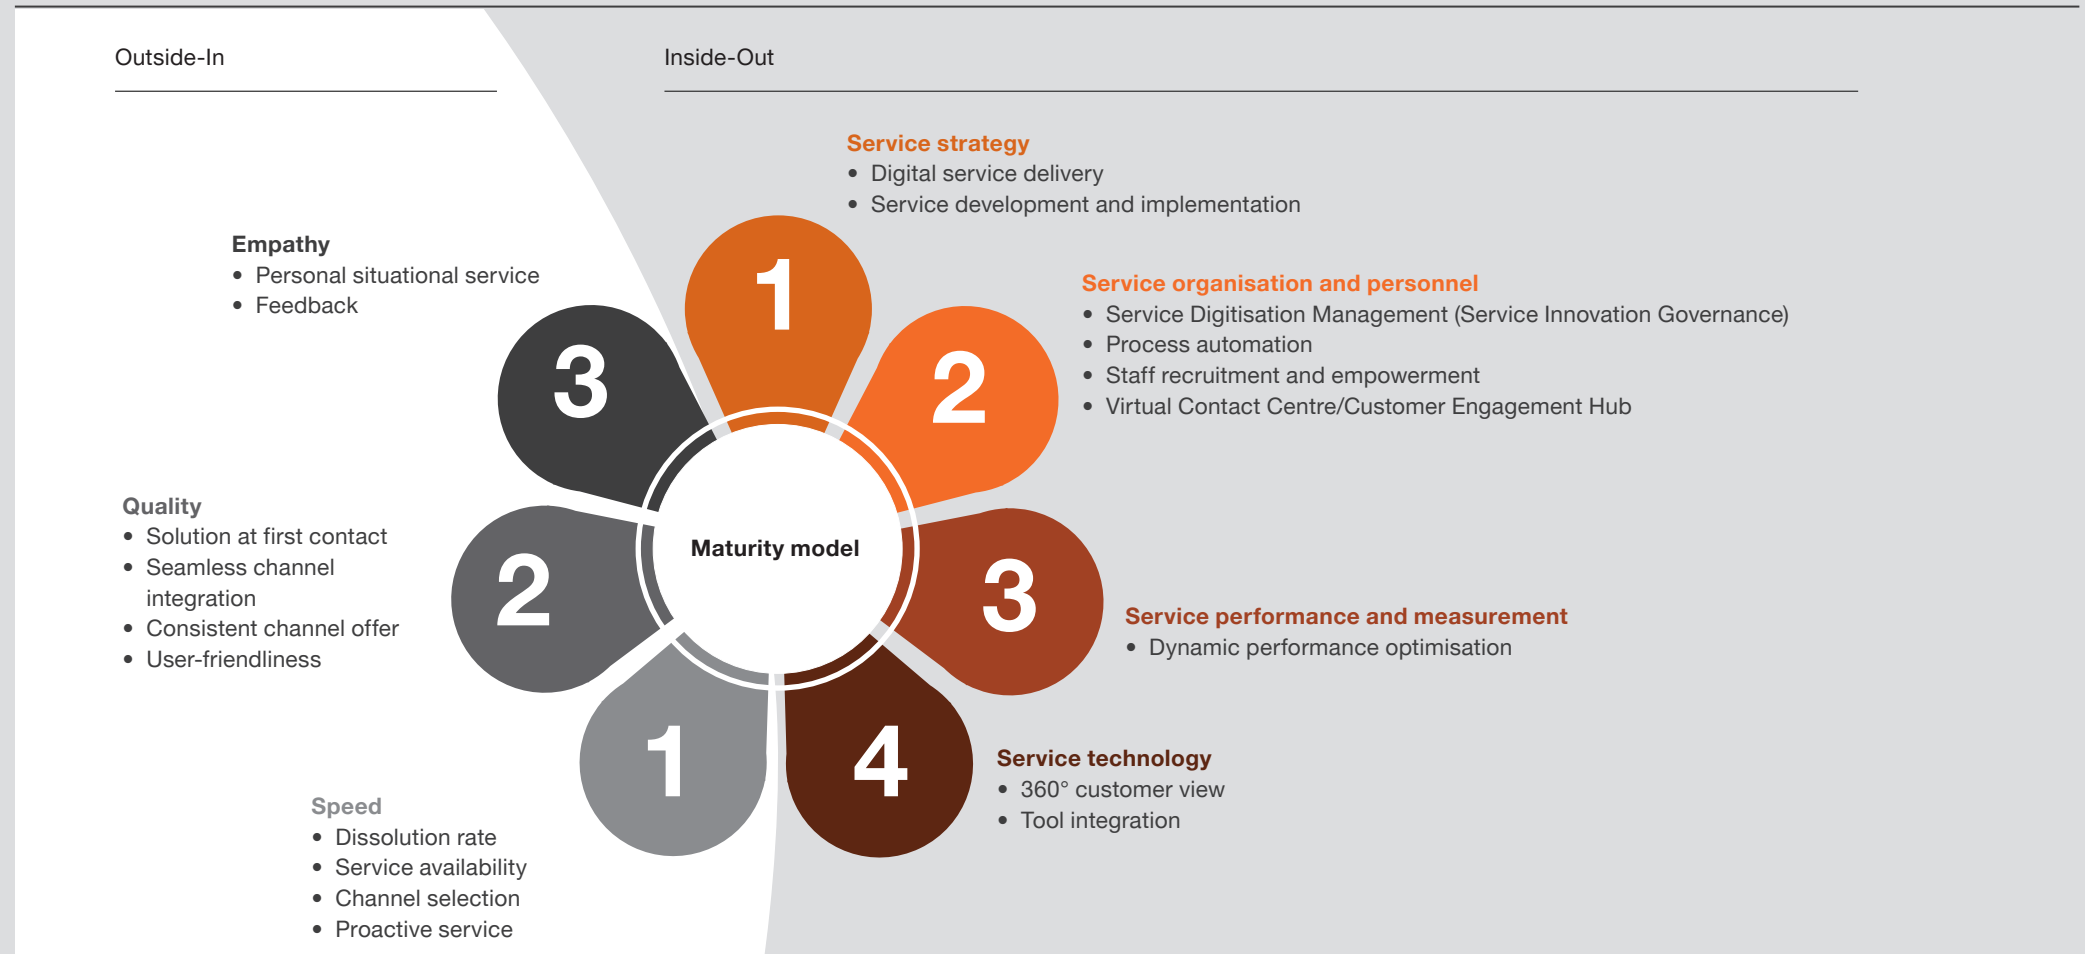 Outside-In
Inside-Out
Service strategy
• Digital service delivery
• Service development and implementation
Empathy
• Personal situational service
• Feedback
Service organisation and personnel
• Service Digitisation Management (Service Innovation Governance)
• Process automation
• Staff recruitment and empowerment
• Virtual Contact Centre/Customer Engagement Hub
1
2
3
Quality
• Solution at first contact
• Seamless channel
integration
• Consistent channel offer
• User-friendliness
2
Maturity model
3
Service performance and measurement
• Dynamic performance optimisation
1
4
Service technology
• 360° customer view
• Tool integration
Speed
• Dissolution rate
• Service availability
• Channel selection
• Proactive service